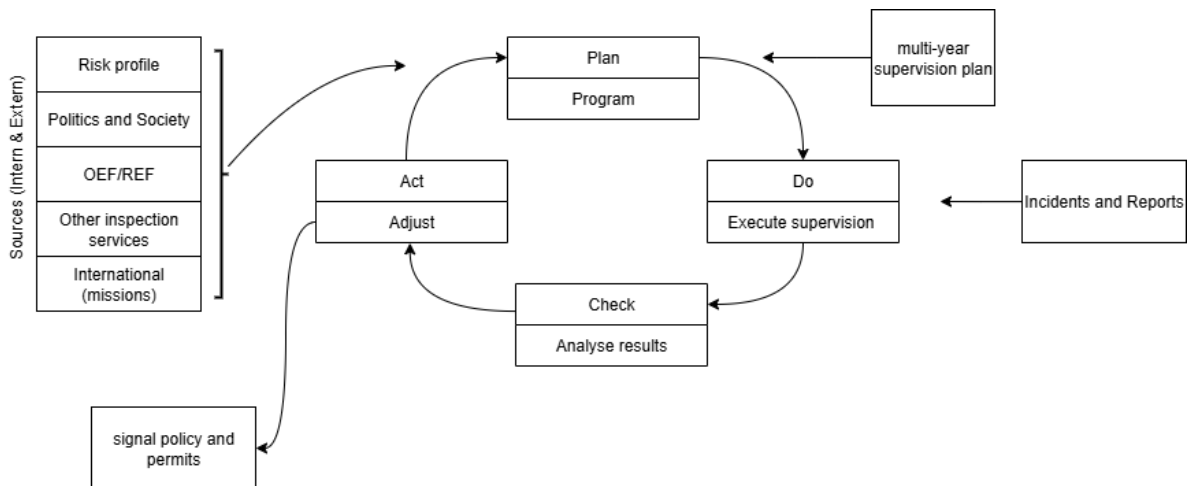 Sources (Intern & Extern)
Risk profile
Politics and Society
OEF/REF
Other inspection
services
International
(missions)
Plan
Program
multi-year
supervision plan
Act
Adjust
Do
Execute supervision
Incidents and Reports
Check
Analyse results
signal policy and
permits